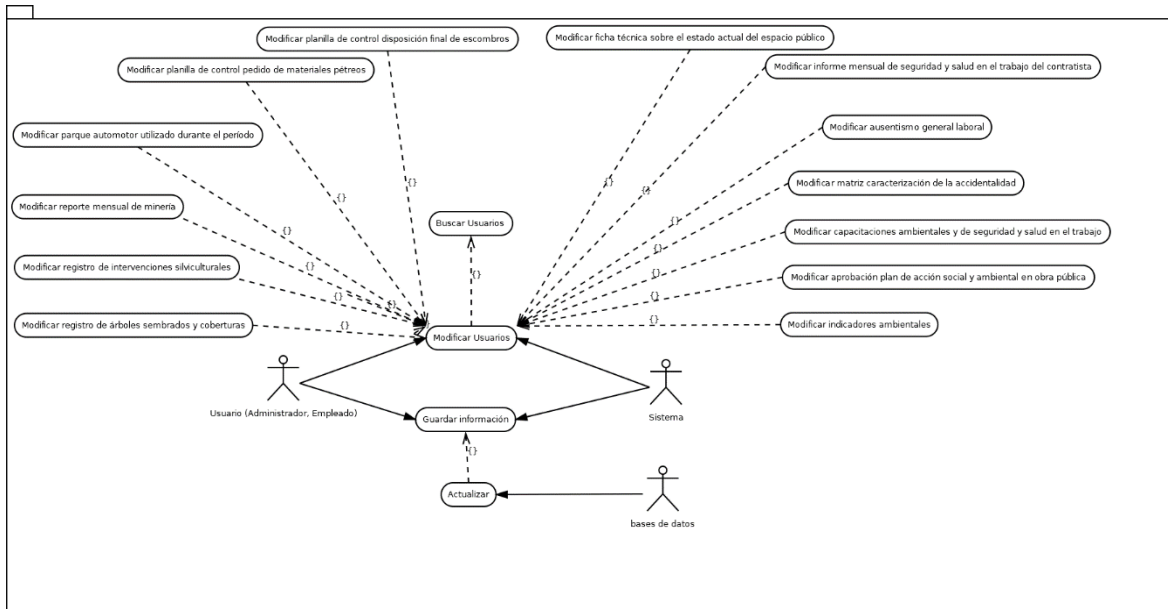 Modificar planilla de control disposición final de escombros
Modificar ficha técnica sobre el estado actual del espacio público
Modificar planilla de control pedido de materiales pétreos
Modificar informe mensual de seguridad y salud en el trabajo del contratista
Modificar parque automotor utilizado durante el período
Modificar ausentismo general laboral
{}
{}
{}
{}
Modificar matriz caracterización de la accidentalidad
Modificar reporte mensual de minería
Buscar Usuarios
{}
{}
Modificar capacitaciones ambientales y de seguridad y salud en el trabajo
{}
Modificar registro de intervenciones silviculturales
{}
{}
{}
Modificar aprobación plan de acción social y ambiental en obra pública
{}
{}
{}
{}
Modificar registro de árboles sembrados y coberturas
{}
{}
Modificar indicadores ambientales
Modificar Usuarios
Usuario (Administrador, Empleado)
Guardar información
Sistema
{}
Actualizar
bases de datos